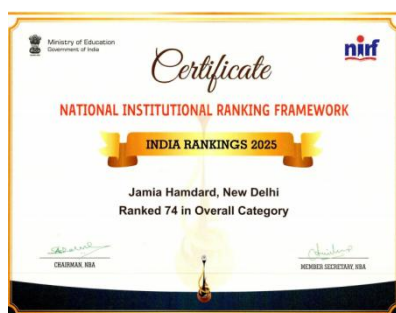 Ministry of Education
Government of India
nirf
Certificate
NATIONAL INSTITUTIONAL RANKING FRAMEWORK
INDIA RANKINGS 2025
Jamia Hamdard, New Delhi
Ranked 74 in Overall Category
CHAIRMAN, NBA
MEMBER SECRETARY, NBA